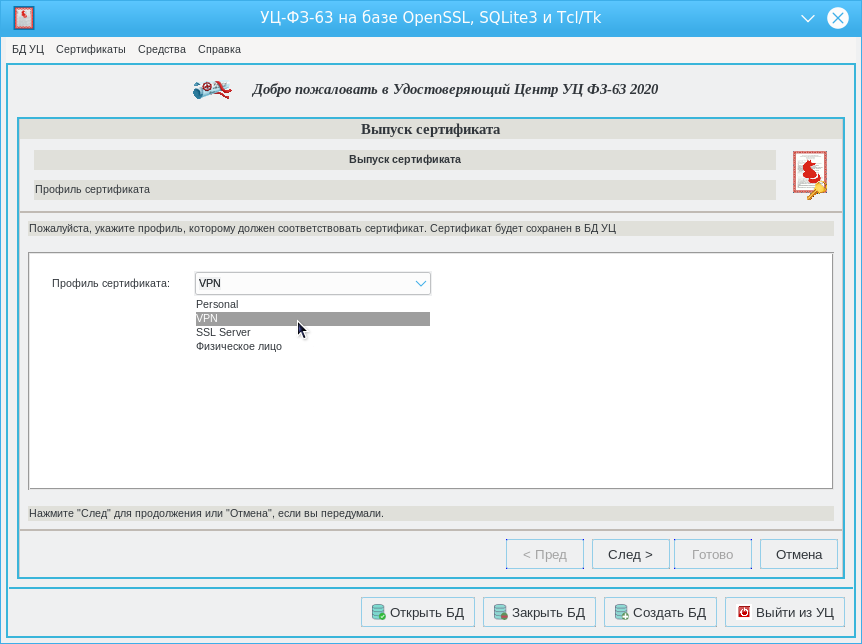 УЦ-ФЗ-63 на базе OpenSSL, SQLite3 и Tcl/Tk
БД УЦ Сертификаты Средства Справка
Добро пожаловать в Удостоверяющий Центр УЦ ФЗ-63 2020
Выпуск сертификата
Выпуск сертификата
Профиль сертификата
Пожалуйста, укажите профиль, которому должен соответствовать сертификат. Сертификат будет сохранен в БД УЦ
Профиль сертификата: VPN
Personal
VPN
SSL Server
Физическое лицо
Нажмите "След" для продолжения или "Отмена", если вы передумали.
< Пред След > Готово Отмена
Открыть БД Закрыть БД Создать БД Выйти из УЦ